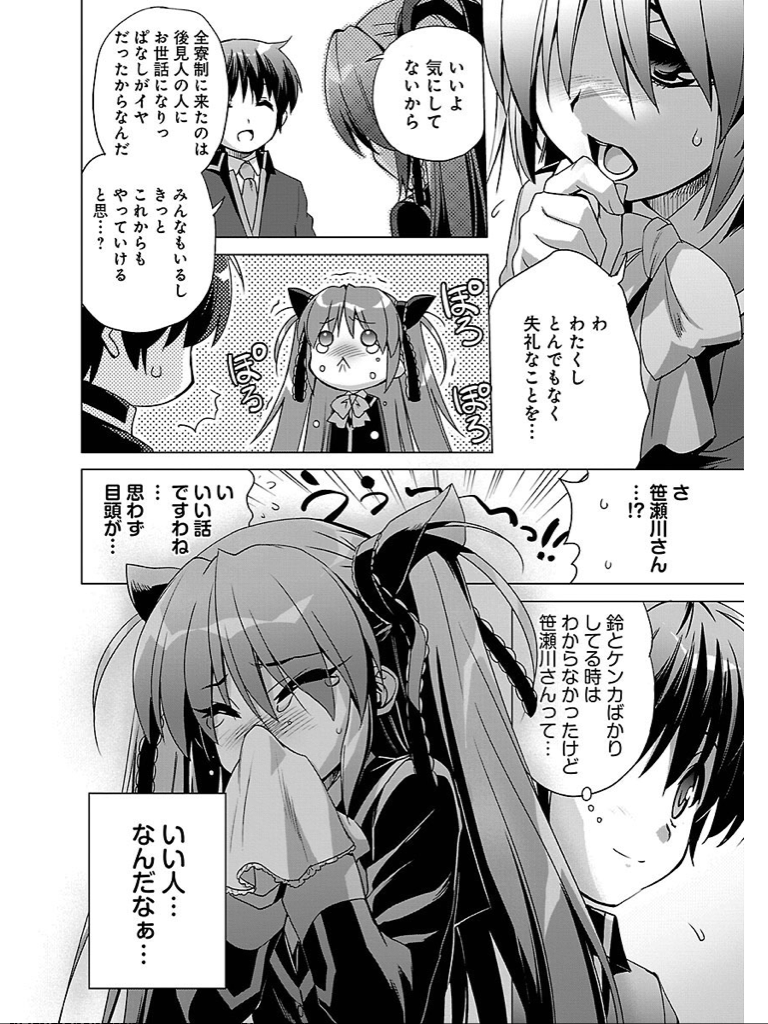 わ
わたくし
とんでもなく
失礼なことを…
いいよ
気にして
ないから
全寮制に来たのは
後見人の人に
お世話になりっ
ぱなしがイヤ
だったからなんだ
みんなもいるし
きっと
これからも
やっていける
と思…?
ぽろ
ぽろ
ぽろ
さ
笹瀬川さん
…!?
ううっ〜っ!!
い
いい話
ですわね
…
思わず
目頭が…
鈴とケンカばかり
してる時は
わからなかったけど
笹瀬川さんって…
いい人…
なんだなぁ…